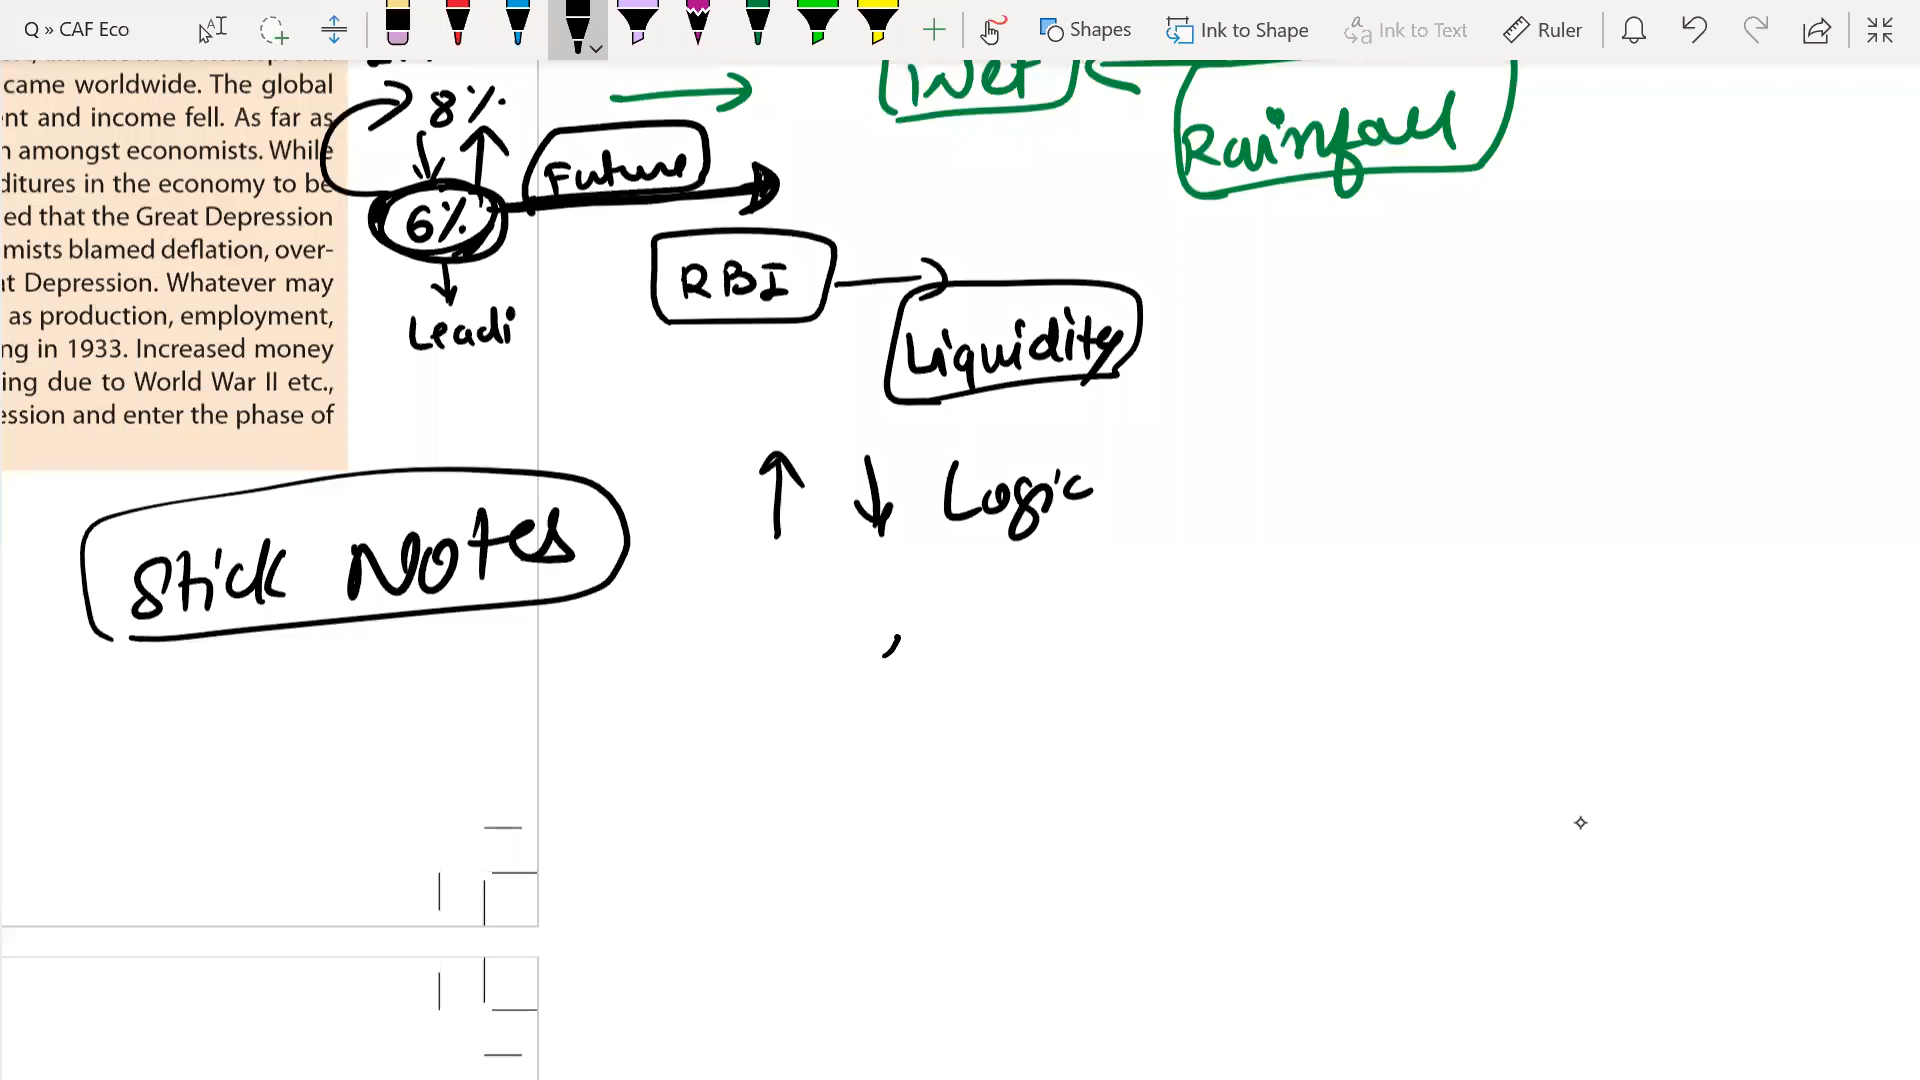 Q » CAF Eco
Shapes
Ink to Shape
Ink to Text
Ruler
came worldwide. The global
nt and income fell. As far as
n amongst economists. While
ditures in the economy to be
ed that the Great Depression
mists blamed deflation, over-
t Depression. Whatever may
as production, employment,
ng in 1933. Increased money
ing due to World War II etc.,
ession and enter the phase of
8%
6%
Future
Leadi
Rainfall
RBI
Liquidity
↑ ↓ Logic
Stick Notes